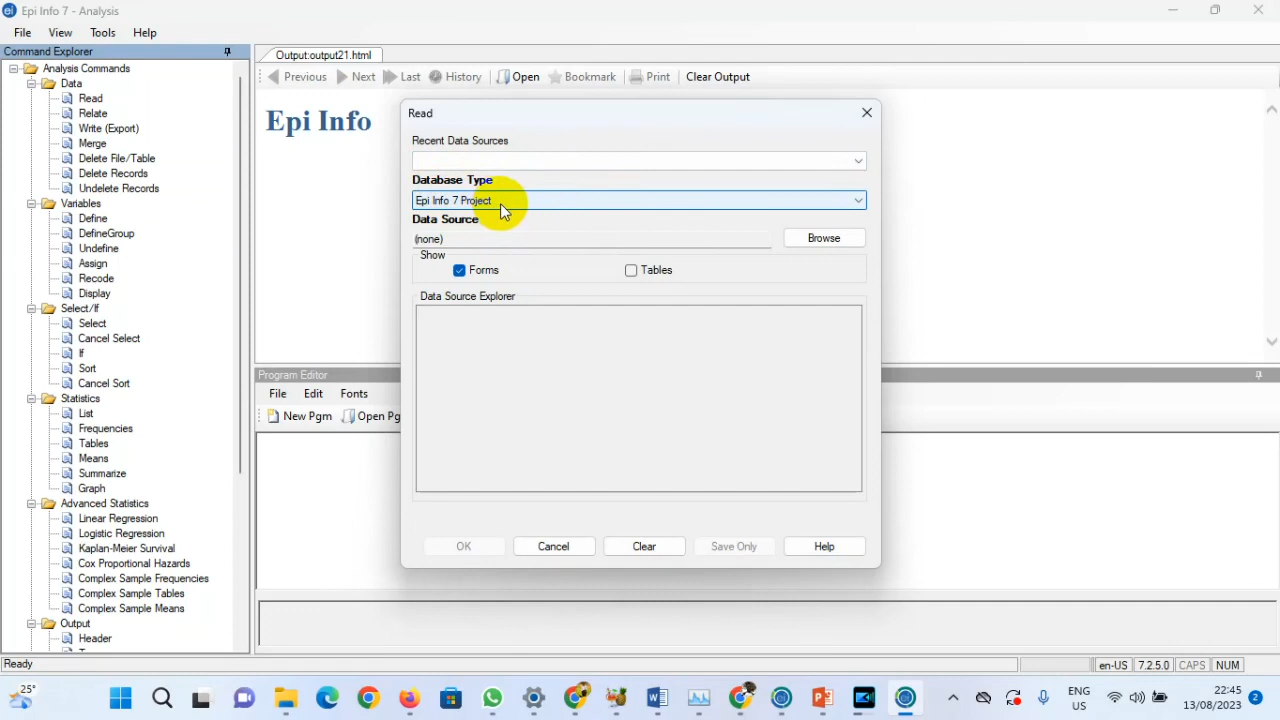 Epi Info 7 - Analysis
File View Tools Help
Command Explorer
Analysis Commands
Data
Read
Relate
Write (Export)
Merge
Delete File/Table
Delete Records
Undelete Records
Variables
Define
DefineGroup
Undefine
Assign
Recode
Display
Select/If
Select
Cancel Select
If
Sort
Cancel Sort
Statistics
List
Frequencies
Tables
Means
Summarize
Graph
Advanced Statistics
Linear Regression
Logistic Regression
Kaplan-Meier Survival
Cox Proportional Hazards
Complex Sample Frequencies
Complex Sample Tables
Complex Sample Means
Output
Header
Output:output21.html
Previous Next Last History Open Bookmark Print Clear Output
Epi Info
Read
Recent Data Sources
Database Type
Epi Info 7 Project
Data Source
(none)
Browse
Show
Forms Tables
Data Source Explorer
OK Cancel Clear Save Only Help
Program Editor
File Edit Fonts
New Pgm Open Pg
Ready
en-US 7.2.5.0 CAPS NUM
25°
ENG
US
22:45
13/08/2023
2